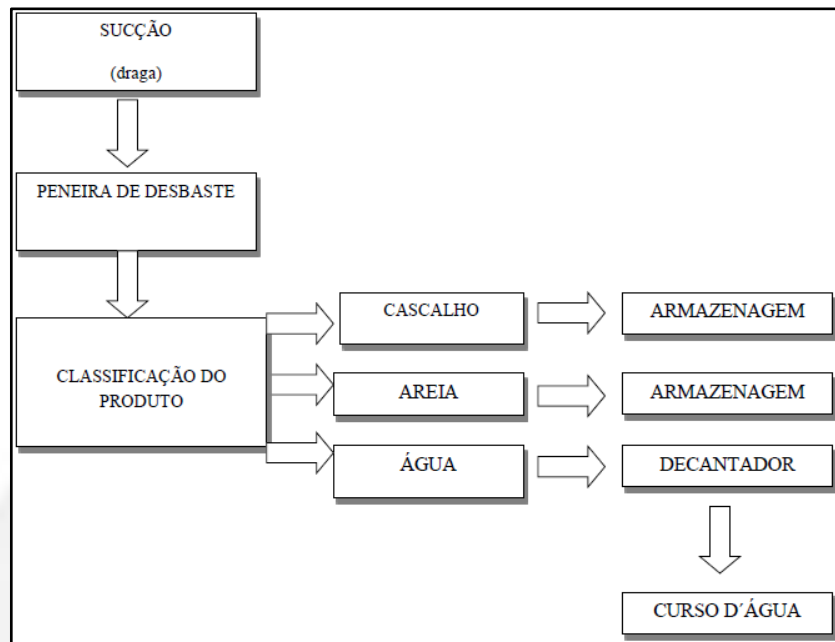 SUCÇÃO
(draga)
PENEIRA DE DESBASTE
CLASSIFICAÇÃO DO
PRODUTO
CASCALHO
ARMAZENAGEM
AREIA
ARMAZENAGEM
ÁGUA
DECANTADOR
CURSO D´ÁGUA